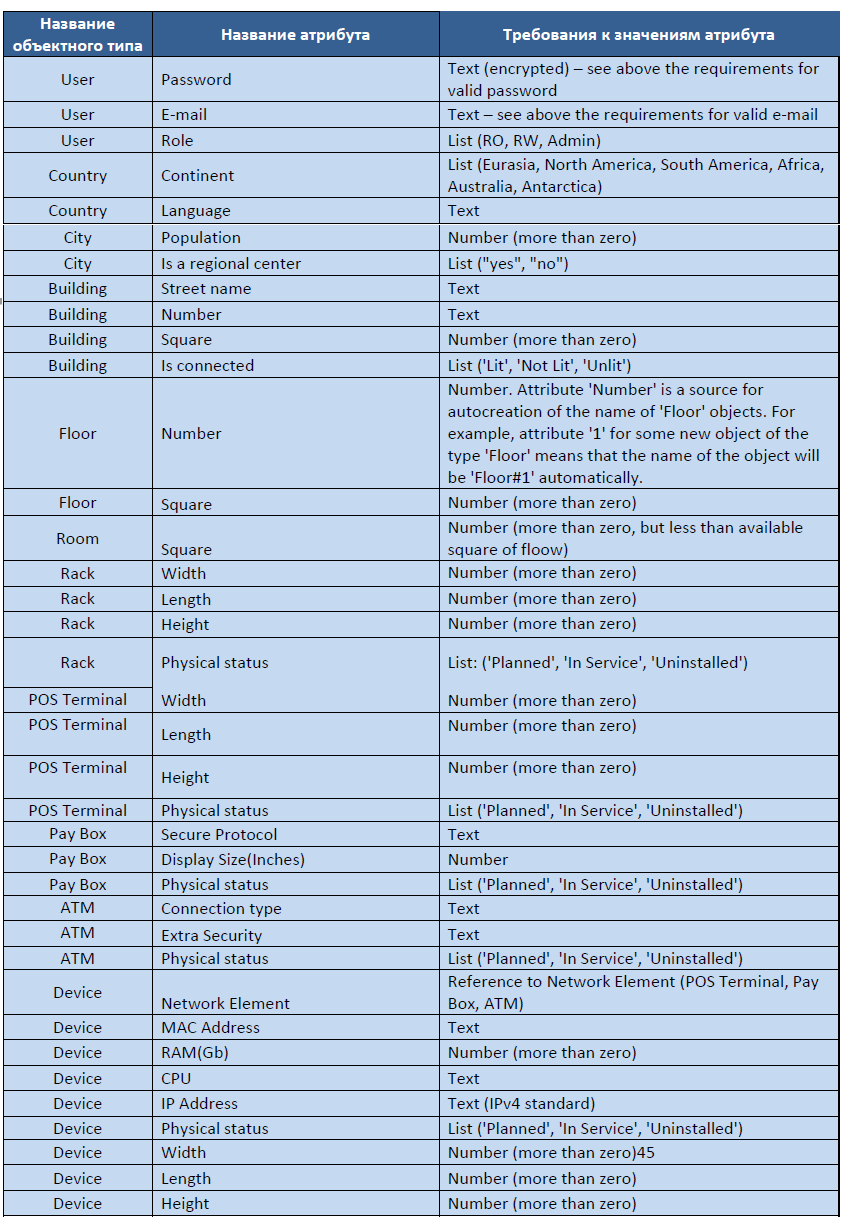 Название объектного типа | Название атрибута | Требования к значениям атрибута
User | Password | Text (encrypted) – see above the requirements for
valid password
User | E-mail | Text – see above the requirements for valid e-mail
User | Role | List (RO, RW, Admin)
Country | Continent | List (Eurasia, North America, South America, Africa,
Australia, Antarctica)
Country | Language | Text
City | Population | Number (more than zero)
City | Is a regional center | List ("yes", "no")
Building | Street name | Text
Building | Number | Text
Building | Square | Number (more than zero)
Building | Is connected | List ('Lit', 'Not Lit', 'Unlit')
Floor | Number | Number. Attribute 'Number' is a source for
autocreation of the name of 'Floor' objects. For
example, attribute '1' for some new object of the
type 'Floor' means that the name of the object will
be 'Floor#1' automatically.
Floor | Square | Number (more than zero)
Room | Square | Number (more than zero, but less than available
square of floow)
Rack | Width | Number (more than zero)
Rack | Length | Number (more than zero)
Rack | Height | Number (more than zero)
Rack | Physical status | List: ('Planned', 'In Service', 'Uninstalled')
POS Terminal | Width | Number (more than zero)
POS Terminal | Length | Number (more than zero)
POS Terminal | Height | Number (more than zero)
POS Terminal | Physical status | List ('Planned', 'In Service', 'Uninstalled')
Pay Box | Secure Protocol | Text
Pay Box | Display Size(Inches) | Number
Pay Box | Physical status | List ('Planned', 'In Service', 'Uninstalled')
ATM | Connection type | Text
ATM | Extra Security | Text
ATM | Physical status | List ('Planned', 'In Service', 'Uninstalled')
Device | Network Element | Reference to Network Element (POS Terminal, Pay
Box, ATM)
Device | MAC Address | Text
Device | RAM(Gb) | Number (more than zero)
Device | CPU | Text
Device | IP Address | Text (IPv4 standard)
Device | Physical status | List ('Planned', 'In Service', 'Uninstalled')
Device | Width | Number (more than zero)45
Device | Length | Number (more than zero)
Device | Height | Number (more than zero)